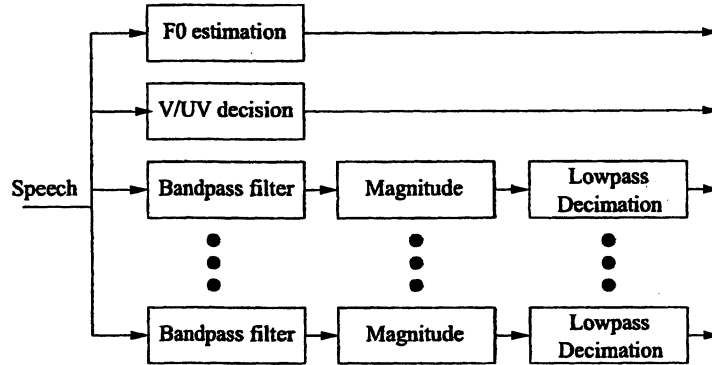 F0 estimation
V/UV decision
Speech
Bandpass filter
Magnitude
Lowpass
Decimation
Bandpass filter
Magnitude
Lowpass
Decimation